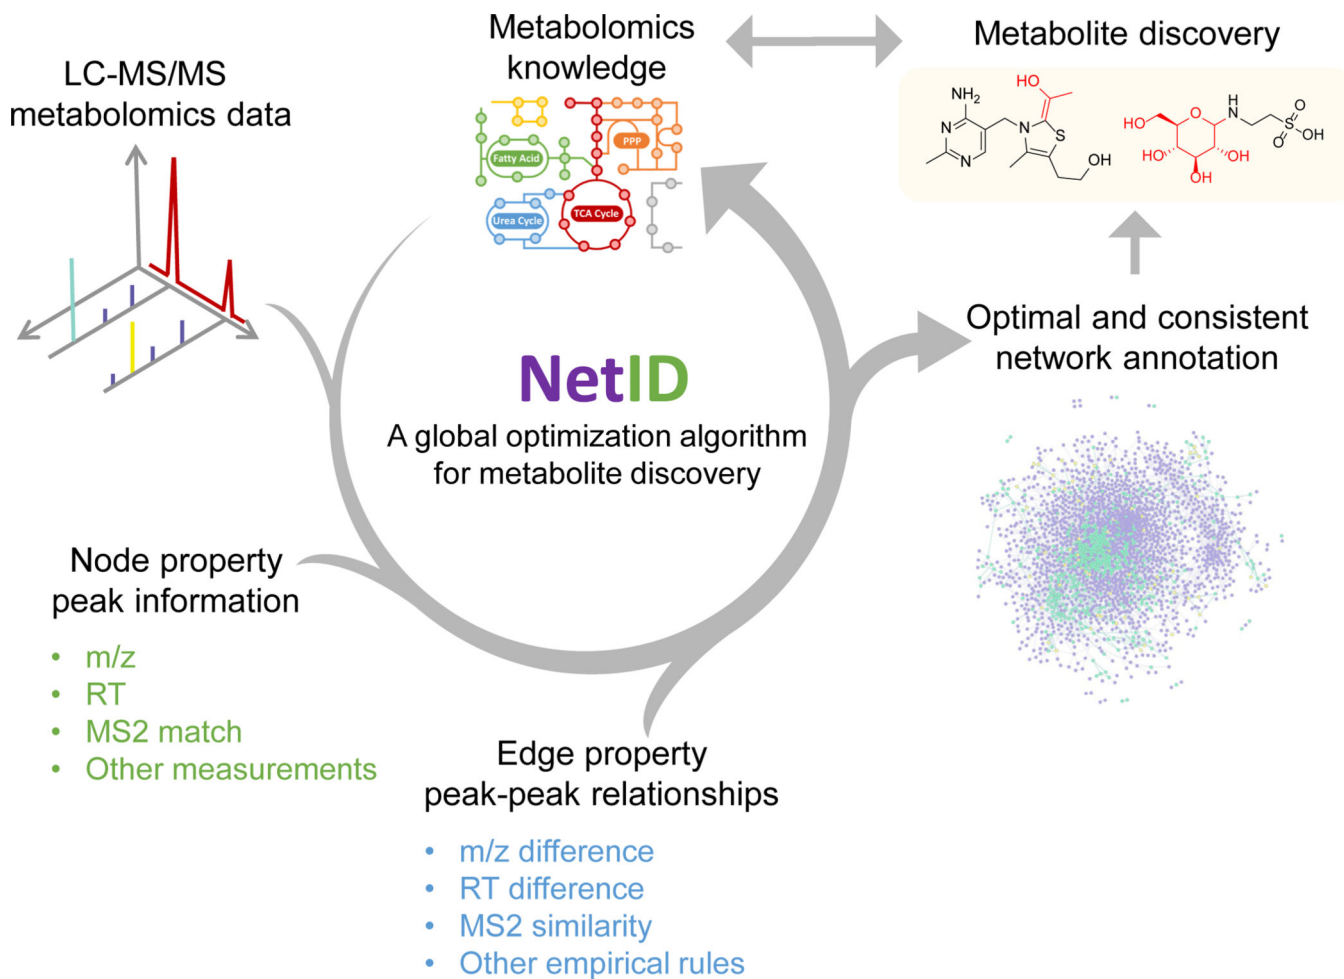 LC-MS/MS
metabolomics data
Metabolomics
knowledge
Fatty Acid
PPP
Urea Cycle
TCA Cycle
Metabolite discovery
NH2
N
N
N
S
HO
OH
HO
O
H
N
O
S
O
OH
HO
OH
OH
Optimal and consistent
network annotation
NetID
A global optimization algorithm
for metabolite discovery
Node property
peak information
• m/z
• RT
• MS2 match
• Other measurements
Edge property
peak-peak relationships
• m/z difference
• RT difference
• MS2 similarity
• Other empirical rules